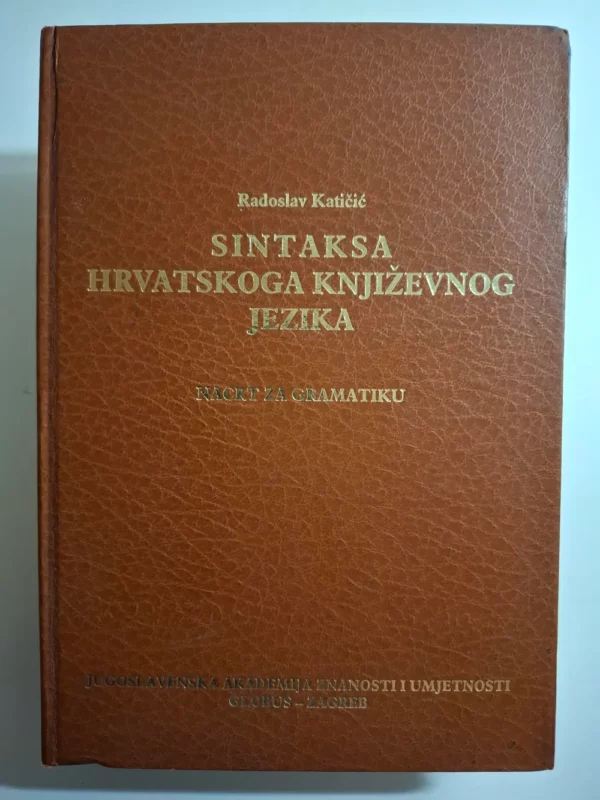 Radoslav Katičić
SINTAKSA
HRVATSKOGA KNJIŽEVNOG
JEZIKA
NACRT ZA GRAMATIKU
JUGOSLAVENSKA AKADEMIJA ZNANOSTI I UMJETNOSTI
GLOBUS – ZAGREB